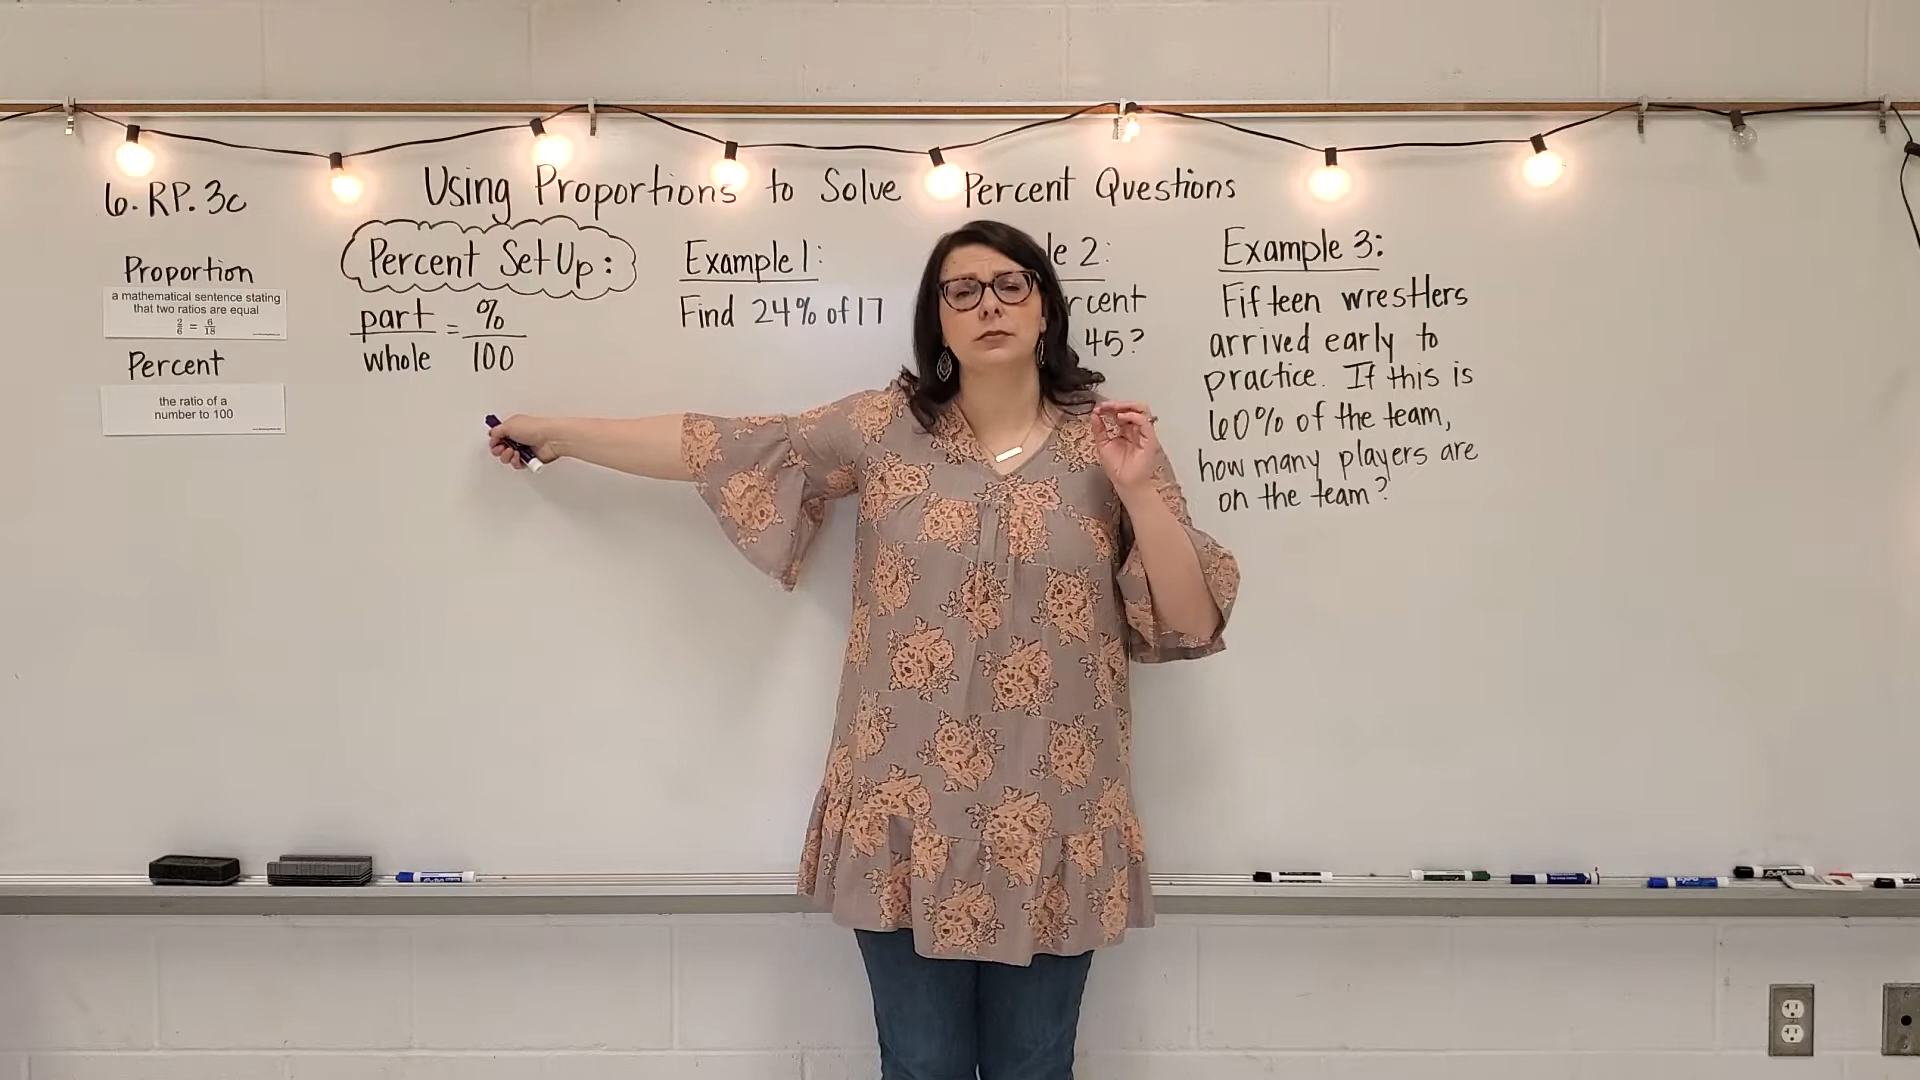 6.RP.3c
Using Proportions to Solve Percent Questions
Proportion
a mathematical sentence stating
that two ratios are equal
2/6 = 6/18
Percent
the ratio of a
number to 100
Percent Set Up:
part/whole = %/100
Example 1:
Find 24% of 17
2:
45?
Example 3:
Fifteen wrestlers
arrived early to
practice. If this is
60% of the team,
how many players are
on the team?